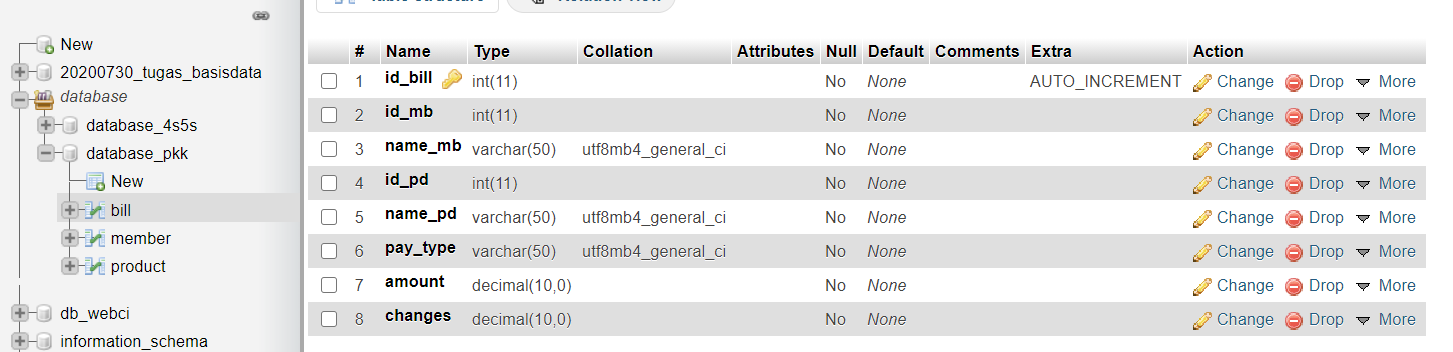 Table structure Relation view
New
20200730_tugas_basisdata
database
database_4s5s
database_pkk
New
bill
member
product
db_webci
information_schema
# Name Type Collation Attributes Null Default Comments Extra Action
1 id_bill int(11) No None AUTO_INCREMENT Change Drop More
2 id_mb int(11) No None Change Drop More
3 name_mb varchar(50) utf8mb4_general_ci No None Change Drop More
4 id_pd int(11) No None Change Drop More
5 name_pd varchar(50) utf8mb4_general_ci No None Change Drop More
6 pay_type varchar(50) utf8mb4_general_ci No None Change Drop More
7 amount decimal(10,0) No None Change Drop More
8 changes decimal(10,0) No None Change Drop More